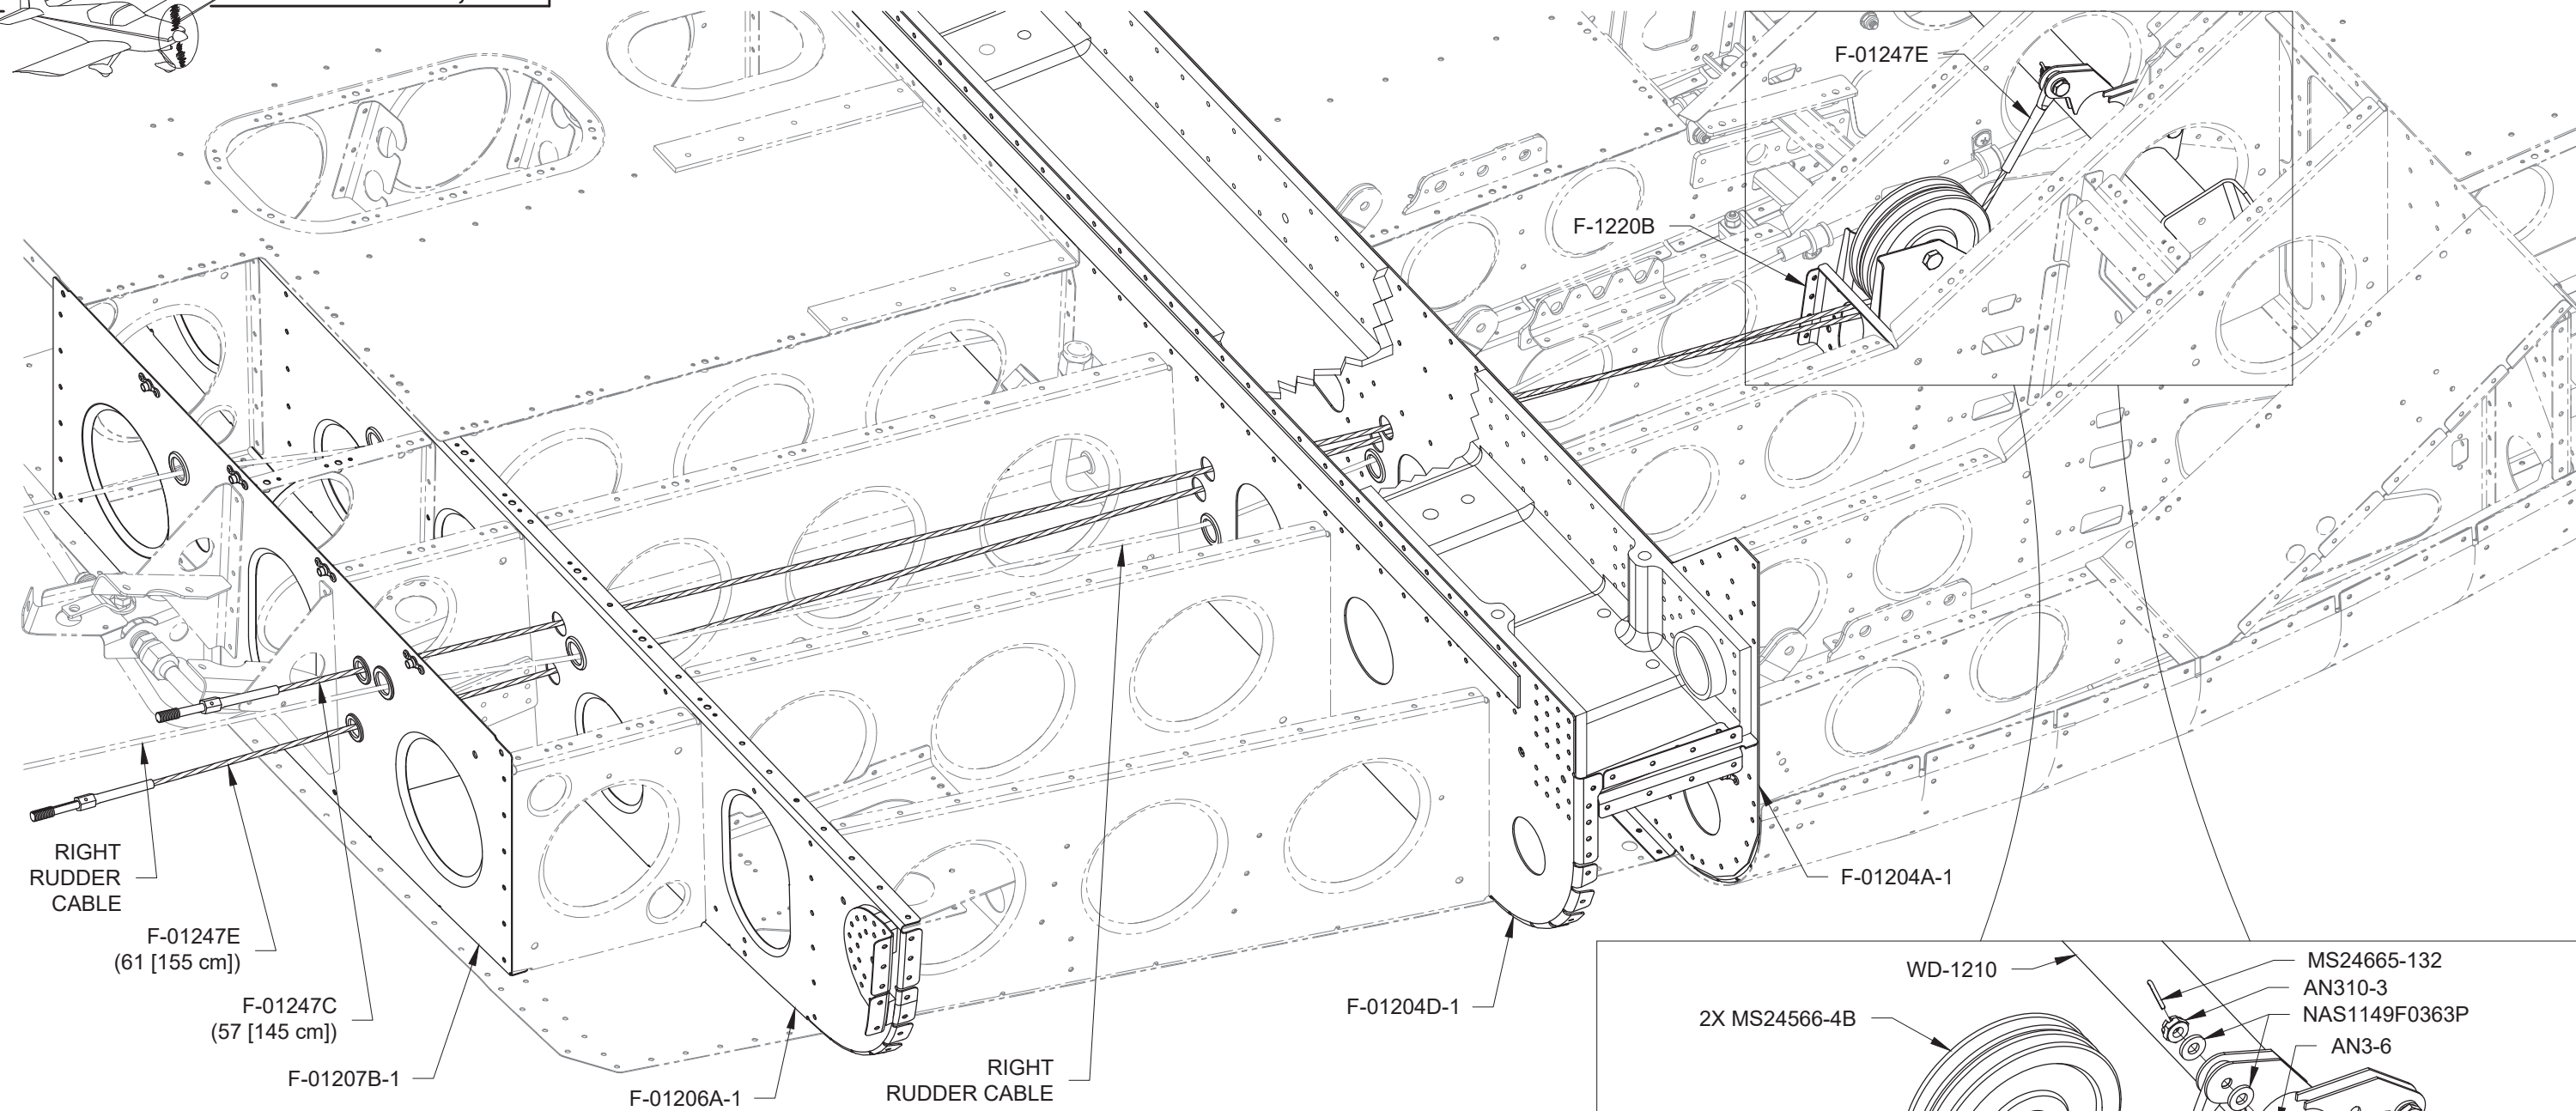 F-01247E
F-1220B
RIGHT
RUDDER
CABLE
F-01247E
(61 [155 cm])
F-01247C
(57 [145 cm])
F-01207B-1
F-01206A-1
RIGHT
RUDDER CABLE
F-01204D-1
F-01204A-1
WD-1210
2X MS24566-4B
MS24665-132
AN310-3
NAS1149F0363P
AN3-6